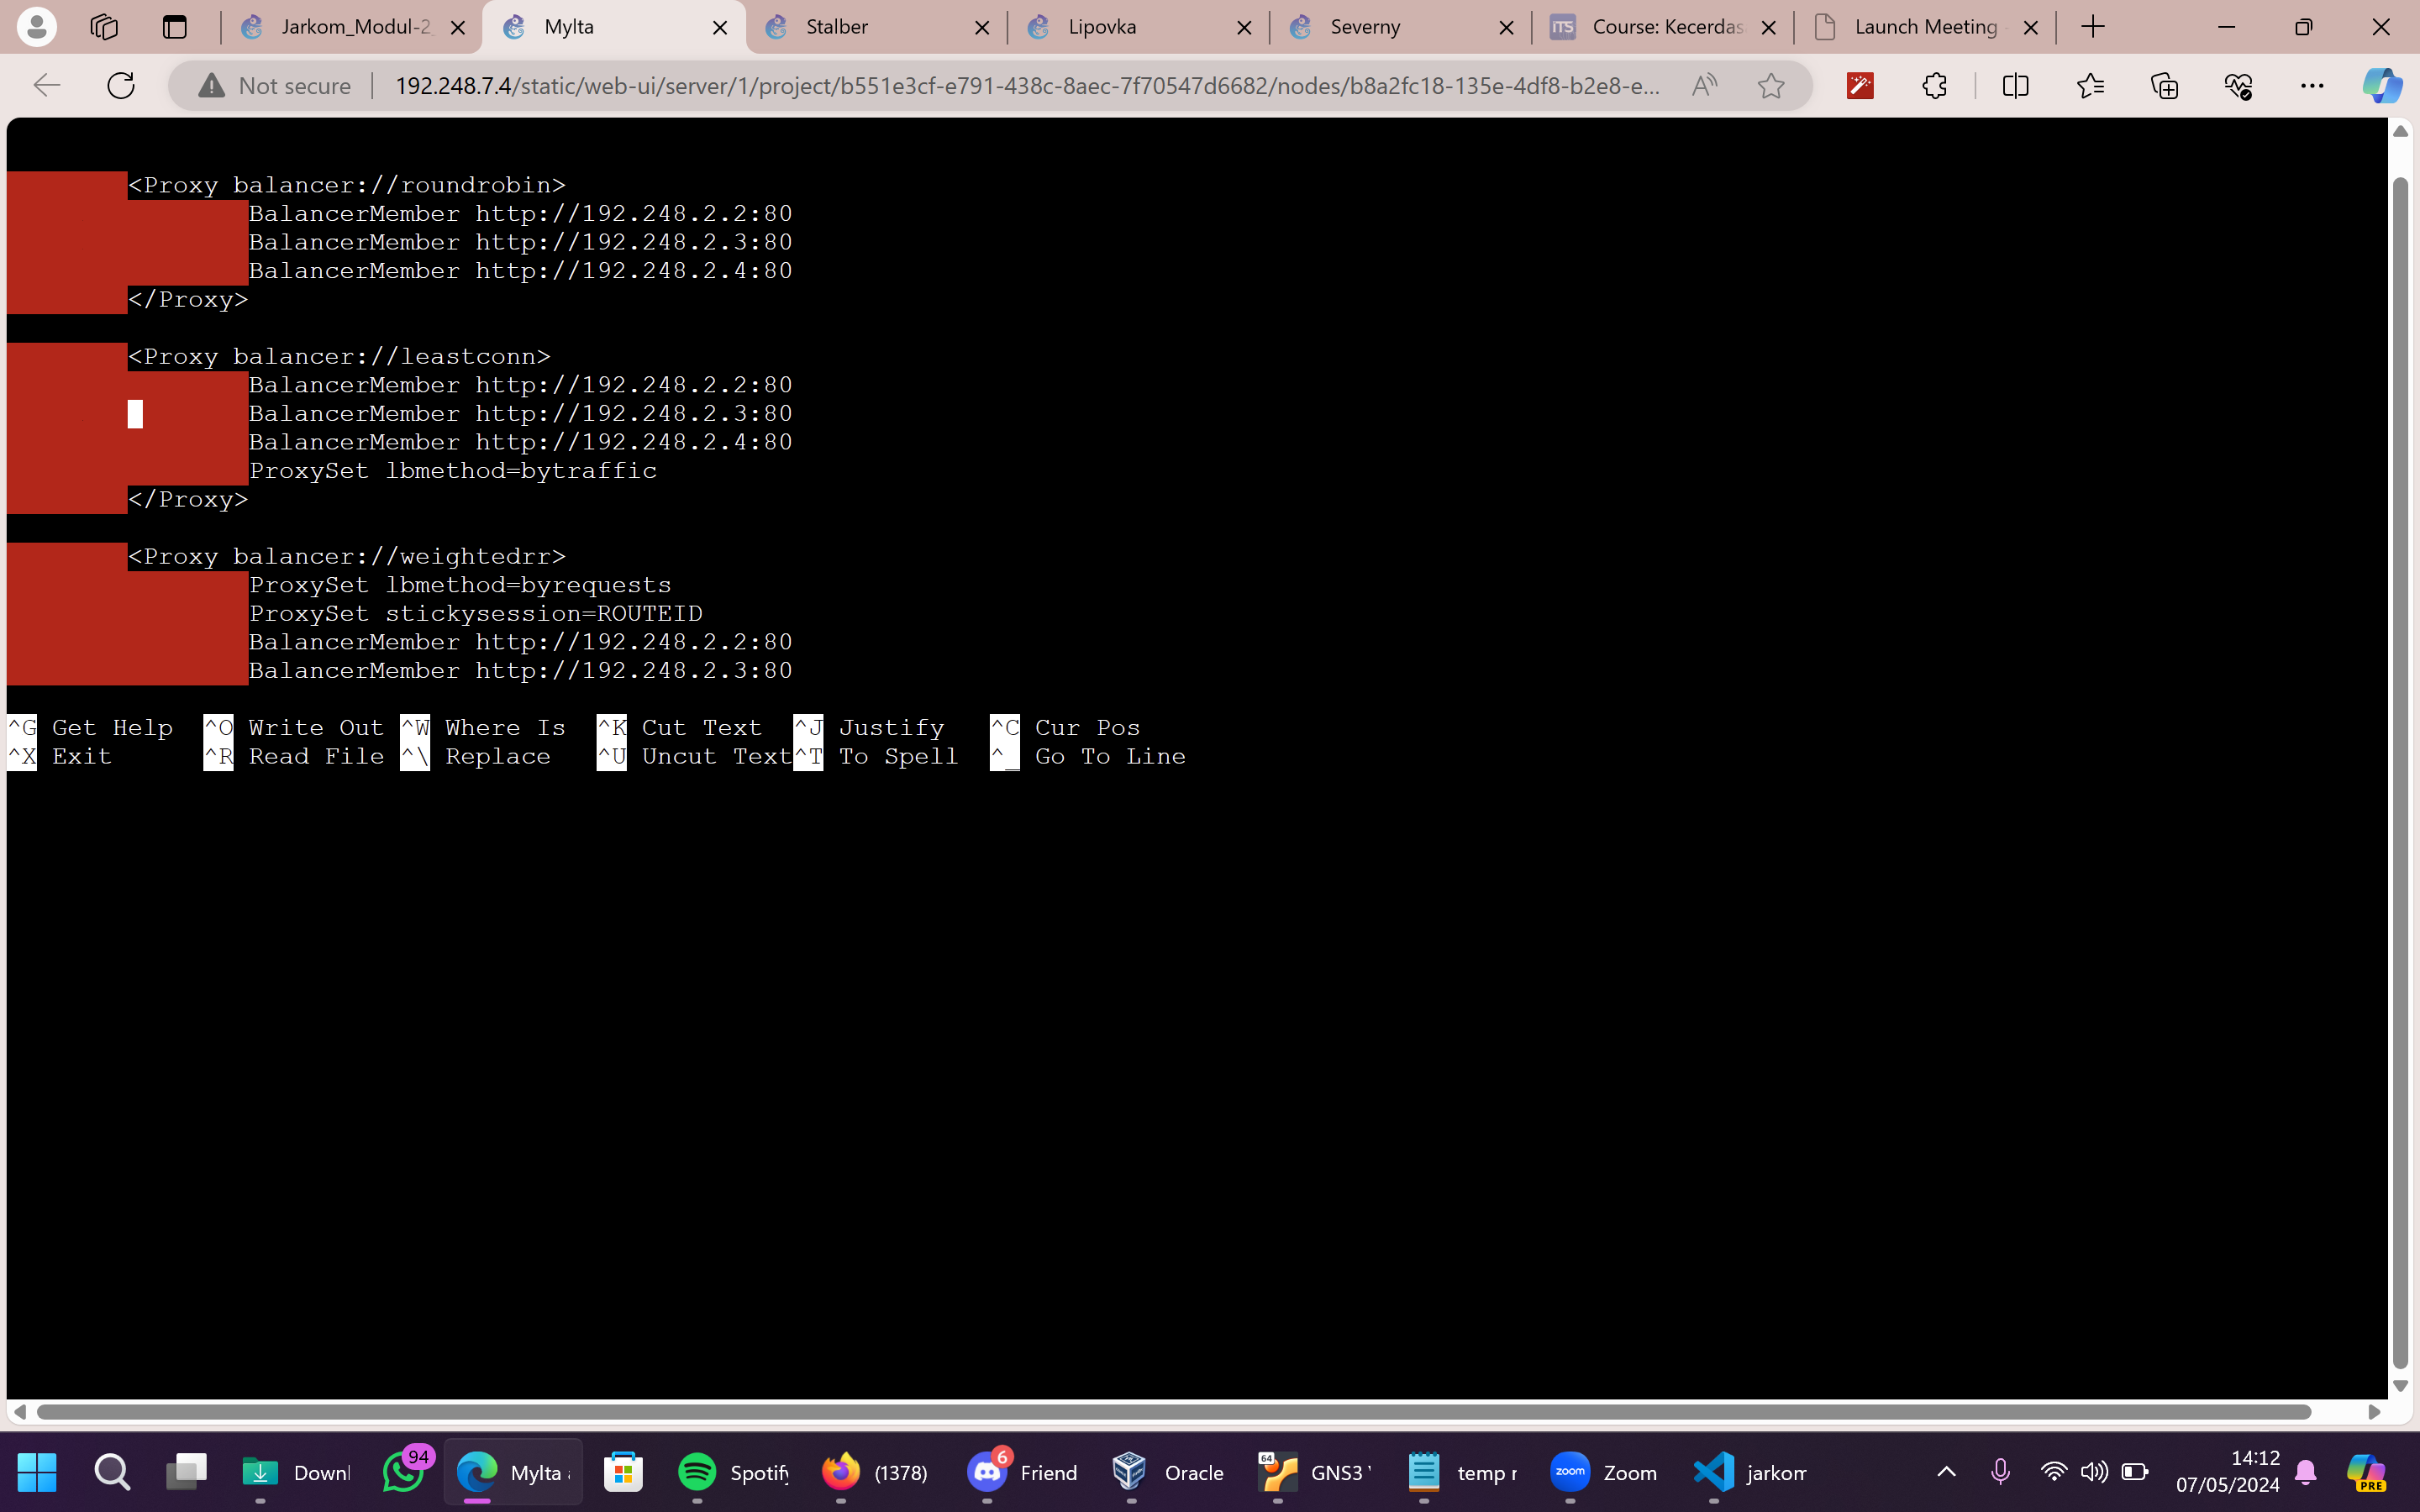 Jarkom_Modul-2_
Mylta
Stalber
Lipovka
Severny
ITS
Course: Kecerdas
Launch Meeting
Not secure
192.248.7.4/static/web-ui/server/1/project/b551e3cf-e791-438c-8aec-7f70547d6682/nodes/b8a2fc18-135e-4df8-b2e8-e...
<Proxy balancer://roundrobin>
BalancerMember http://192.248.2.2:80
BalancerMember http://192.248.2.3:80
BalancerMember http://192.248.2.4:80
</Proxy>
<Proxy balancer://leastconn>
BalancerMember http://192.248.2.2:80
BalancerMember http://192.248.2.3:80
BalancerMember http://192.248.2.4:80
ProxySet lbmethod=bytraffic
</Proxy>
<Proxy balancer://weightedrr>
ProxySet lbmethod=byrequests
ProxySet stickysession=ROUTEID
BalancerMember http://192.248.2.2:80
BalancerMember http://192.248.2.3:80
^G Get Help ^O Write Out ^W Where Is ^K Cut Text ^J Justify ^C Cur Pos
^X Exit ^R Read File ^\ Replace ^U Uncut Text ^T To Spell ^_ Go To Line
Downl
94
Mylta a
Spotify
(1378)
6
Friend
Oracle
64
GNS3
temp r
zoom
Zoom
jarkom
14:12
07/05/2024
PRE